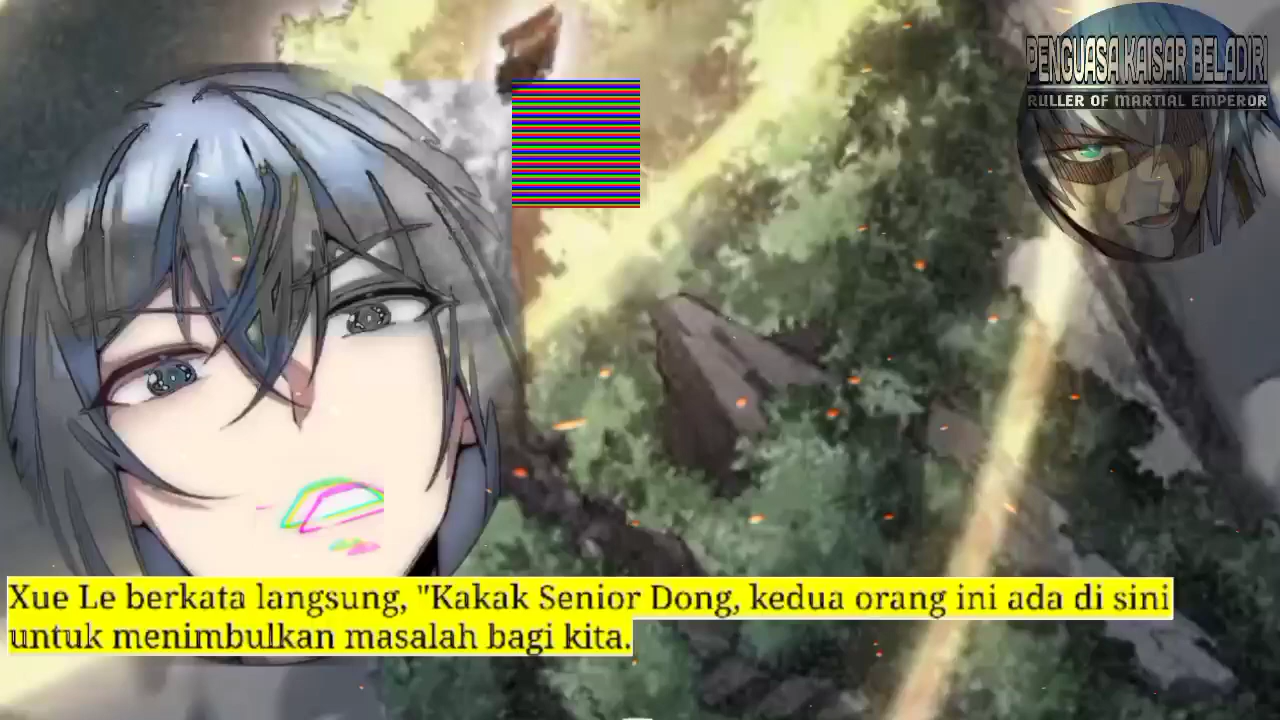 PENGUASA KAISAR BELADIRI
RULLER OF MARTIAL EMPEROR
Xue Le berkata langsung, "Kakak Senior Dong, kedua orang ini ada di sini
untuk menimbulkan masalah bagi kita.